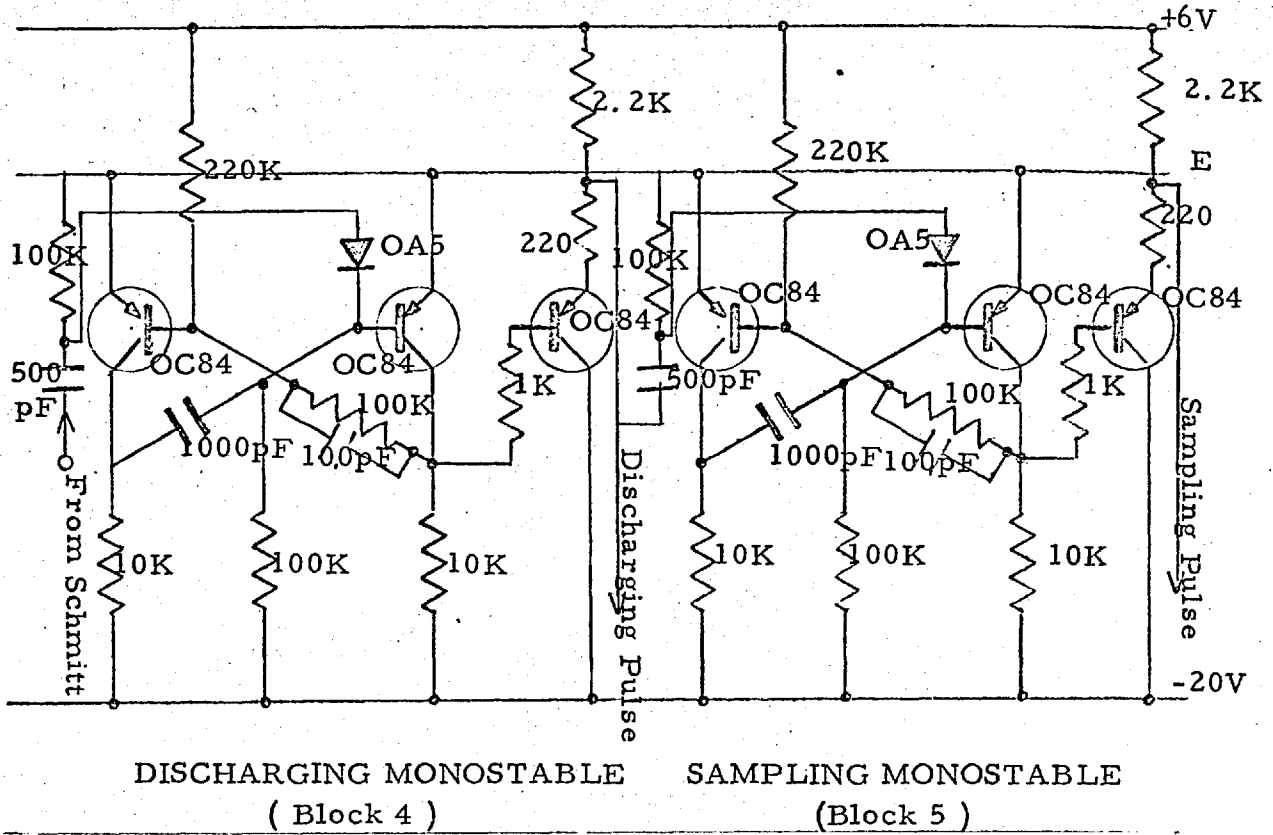 +6V
2.2K
2.2K
220K
220K
E
100K
OA5
220
100K
OA5
220
OC84
OC84
OC84
OC84
OC84
OC84
500
pF
1K
500pF
1K
100K
100K
1000pF
100pF
1000pF
100pF
From Schmitt
Discharging Pulse
Sampling Pulse
10K
100K
10K
10K
100K
10K
-20V
DISCHARGING MONOSTABLE
( Block 4 )
SAMPLING MONOSTABLE
(Block 5 )